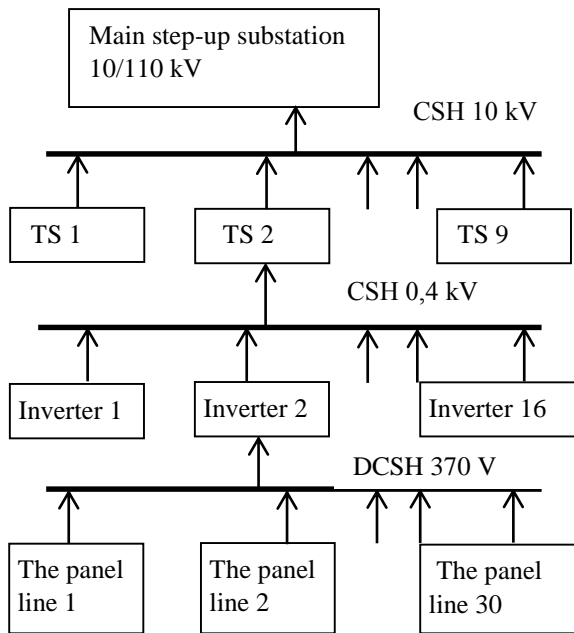 Main step-up substation
10/110 kV
CSH 10 kV
TS 1
TS 2
TS 9
CSH 0,4 kV
Inverter 1
Inverter 2
Inverter 16
DCSH 370 V
The panel
line 1
The panel
line 2
The panel
line 30